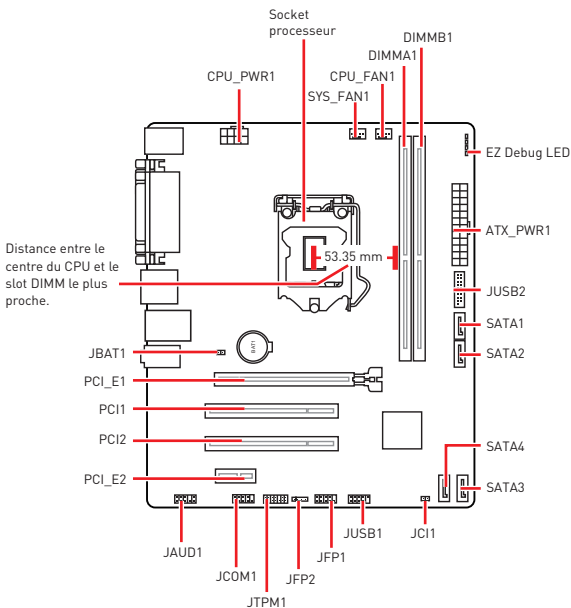 Socket
processeur
DIMMB1
DIMMA1
CPU_PWR1
CPU_FAN1
SYS_FAN1
EZ Debug LED
ATX_PWR1
Distance entre le
centre du CPU et le
slot DIMM le plus
proche.
53.35 mm
JUSB2
SATA1
SATA2
JBAT1
BAT1
PCI_E1
PCI1
PCI2
PCI_E2
SATA4
SATA3
JAUD1
JCOM1
JTPM1
JFP2
JFP1
JUSB1
JCI1